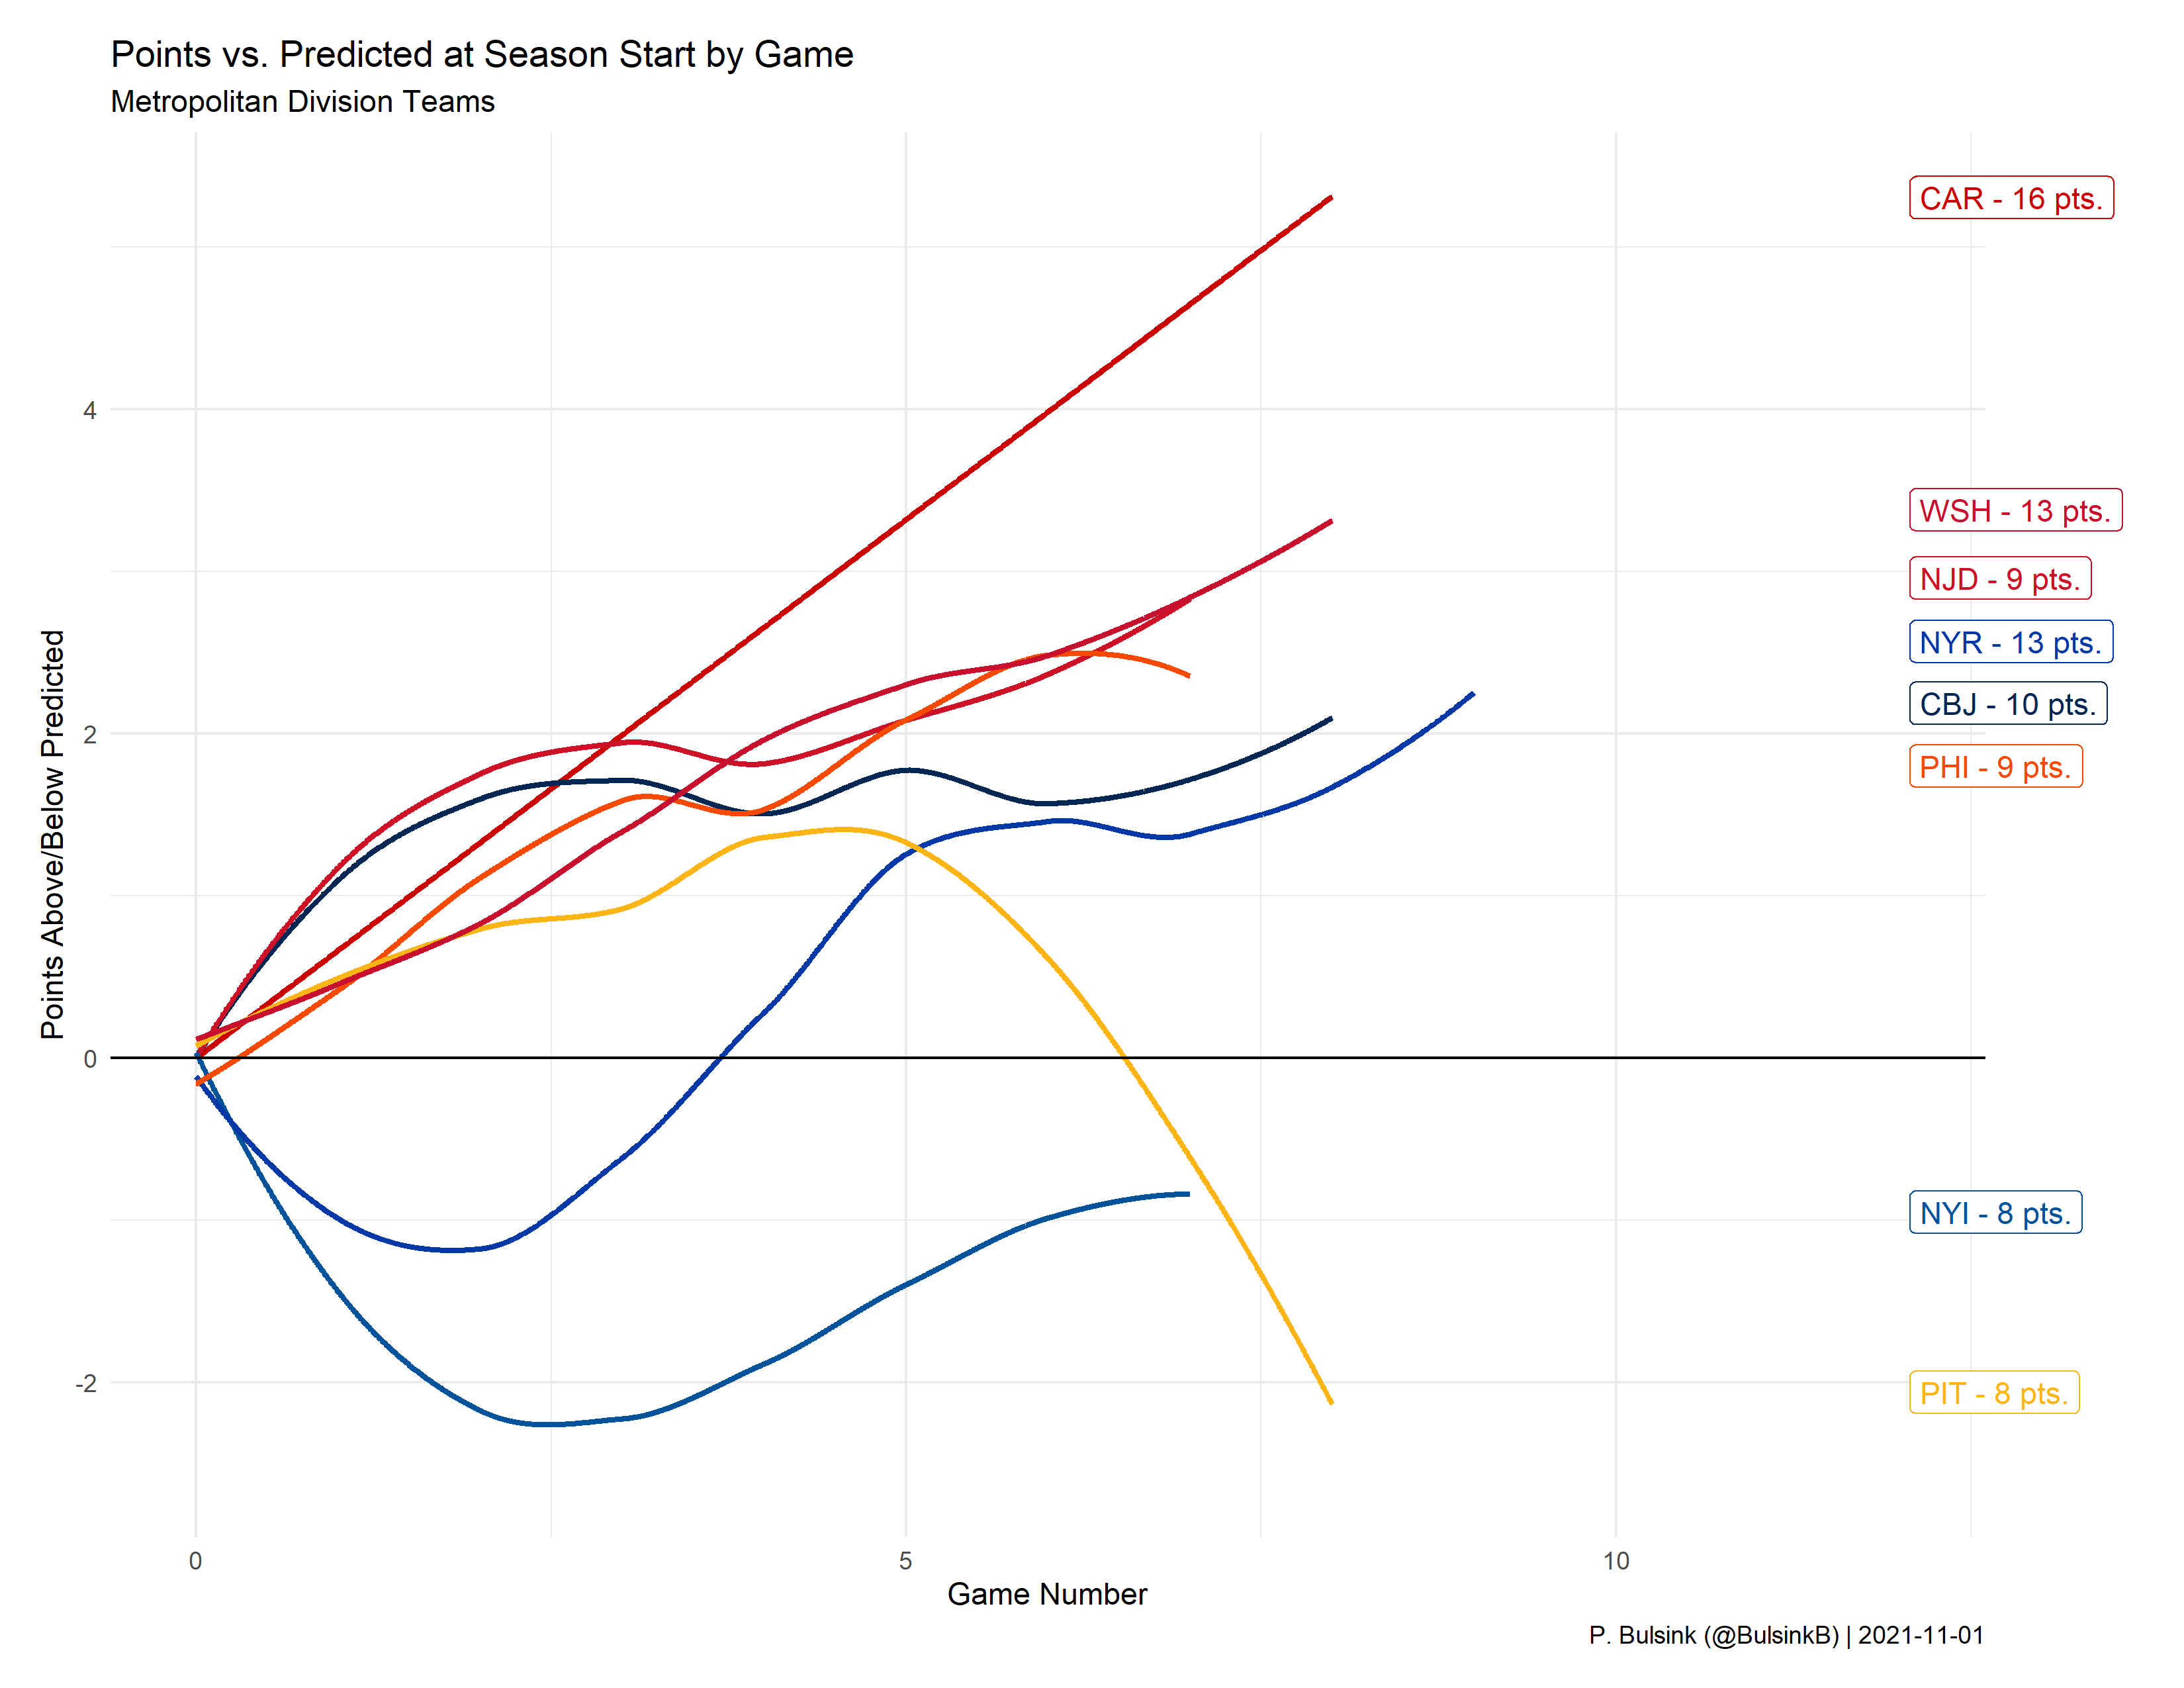 Points vs. Predicted at Season Start by Game
Metropolitan Division Teams
Points Above/Below Predicted
4
2
0
-2
0
5
10
Game Number
CAR - 16 pts.
WSH - 13 pts.
NJD - 9 pts.
NYR - 13 pts.
CBJ - 10 pts.
PHI - 9 pts.
NYI - 8 pts.
PIT - 8 pts.
P. Bulsink (@BulsinkB) | 2021-11-01